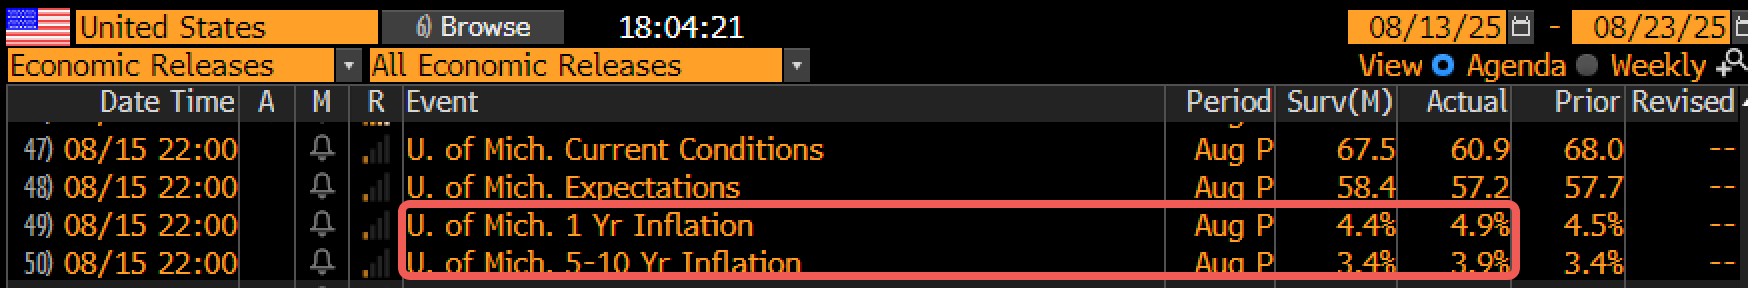 United States 6) Browse 18:04:21 08/13/25 - 08/23/25
Economic Releases All Economic Releases View Agenda Weekly
Date Time A M R Event Period Surv(M) Actual Prior Revised
47) 08/15 22:00 U. of Mich. Current Conditions Aug P 67.5 60.9 68.0 --
48) 08/15 22:00 U. of Mich. Expectations Aug P 58.4 57.2 57.7 --
49) 08/15 22:00 U. of Mich. 1 Yr Inflation Aug P 4.4% 4.9% 4.5% --
50) 08/15 22:00 U. of Mich. 5-10 Yr Inflation Aug P 3.4% 3.9% 3.4% --